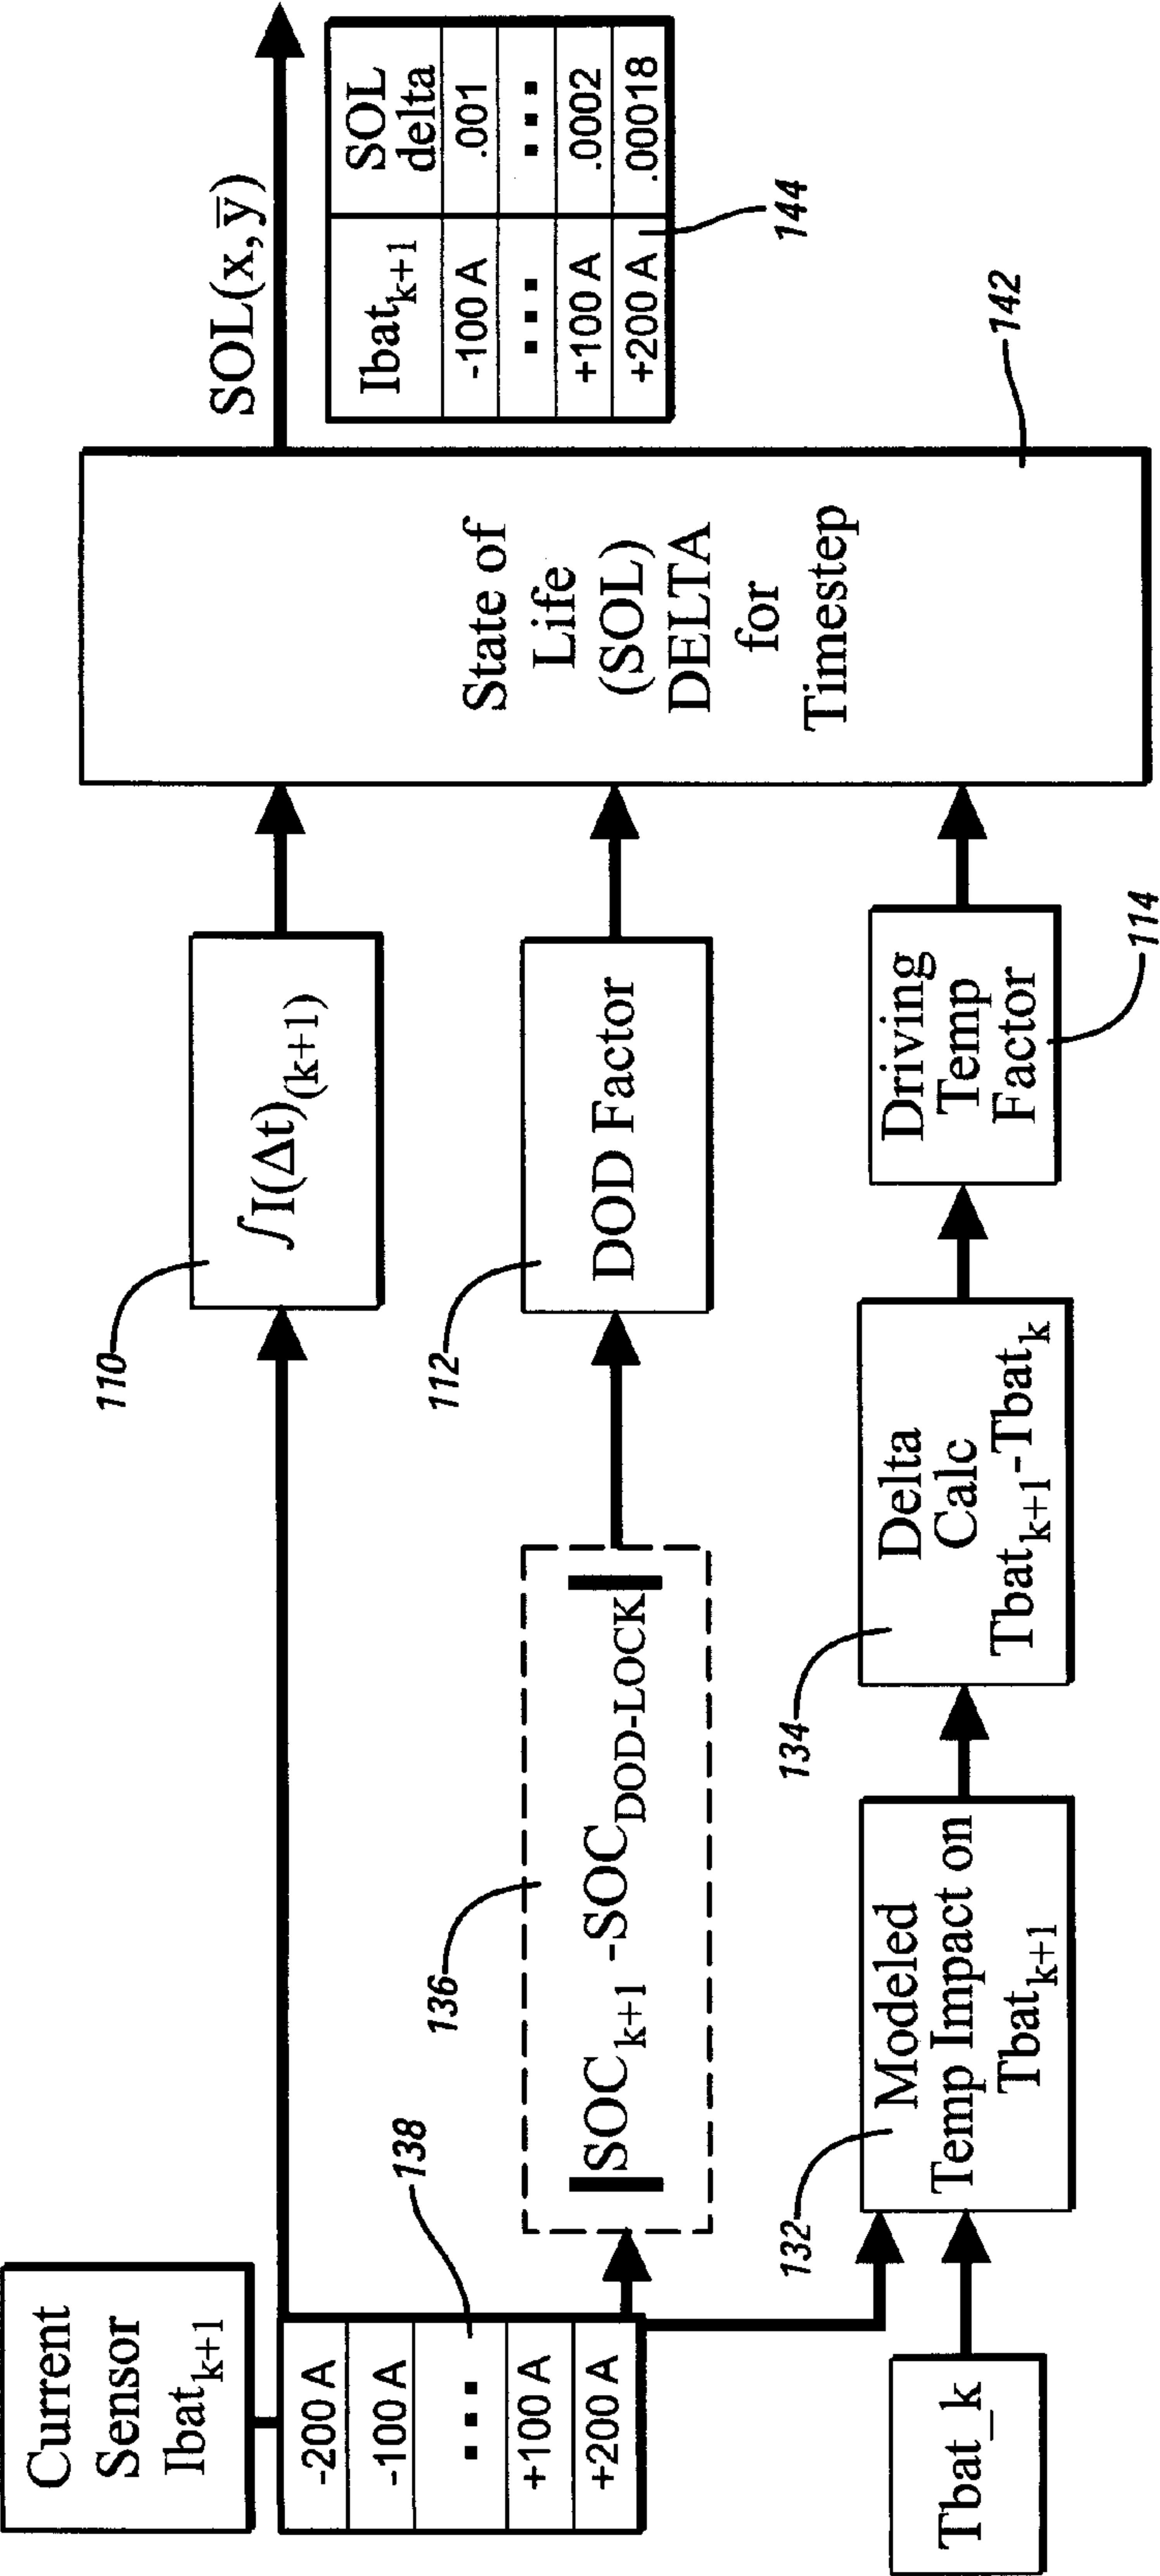 Current
Sensor
Ibat_{k+1}
-200 A
-100 A
...
+100 A
+200 A
138
Tbat_k
110
∫I(Δt)_{(k+1)}
136
|SOC_{k+1}-SOC_{DOD-LOCK}|
112
DOD Factor
132
Modeled
Temp Impact on
Tbat_{k+1}
134
Delta
Calc
Tbat_{k+1}-Tbat_k
Driving
Temp
Factor
114
State of
Life
(SOL)
DELTA
for
Timestep
142
SOL(x,y̅)
Ibat_{k+1} SOL delta
-100 A .001
... ...
+100 A .0002
+200 A .00018
144